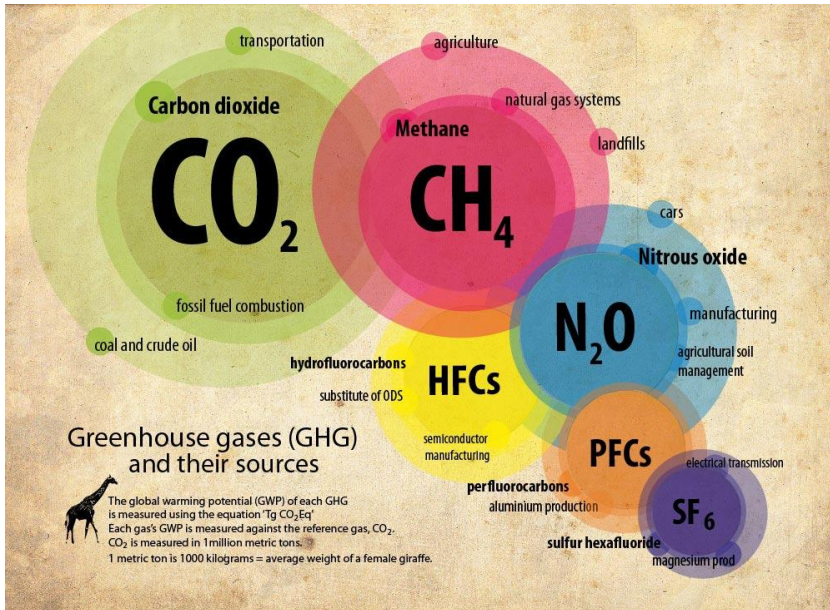 transportation
Carbon dioxide
CO₂
fossil fuel combustion
coal and crude oil
agriculture
natural gas systems
Methane
landfills
CH₄
cars
Nitrous oxide
N₂O
manufacturing
agricultural soil
management
hydrofluorocarbons
HFCs
substitute of ODS
semiconductor
manufacturing
PFCs
perfluorocarbons
aluminium production
electrical transmission
SF₆
sulfur hexafluoride
magnesium prod
Greenhouse gases (GHG)
and their sources
The global warming potential (GWP) of each GHG
is measured using the equation 'Tg CO₂Eq'
Each gas's GWP is measured against the reference gas, CO₂.
CO₂ is measured in 1million metric tons.
1 metric ton is 1000 kilograms = average weight of a female giraffe.